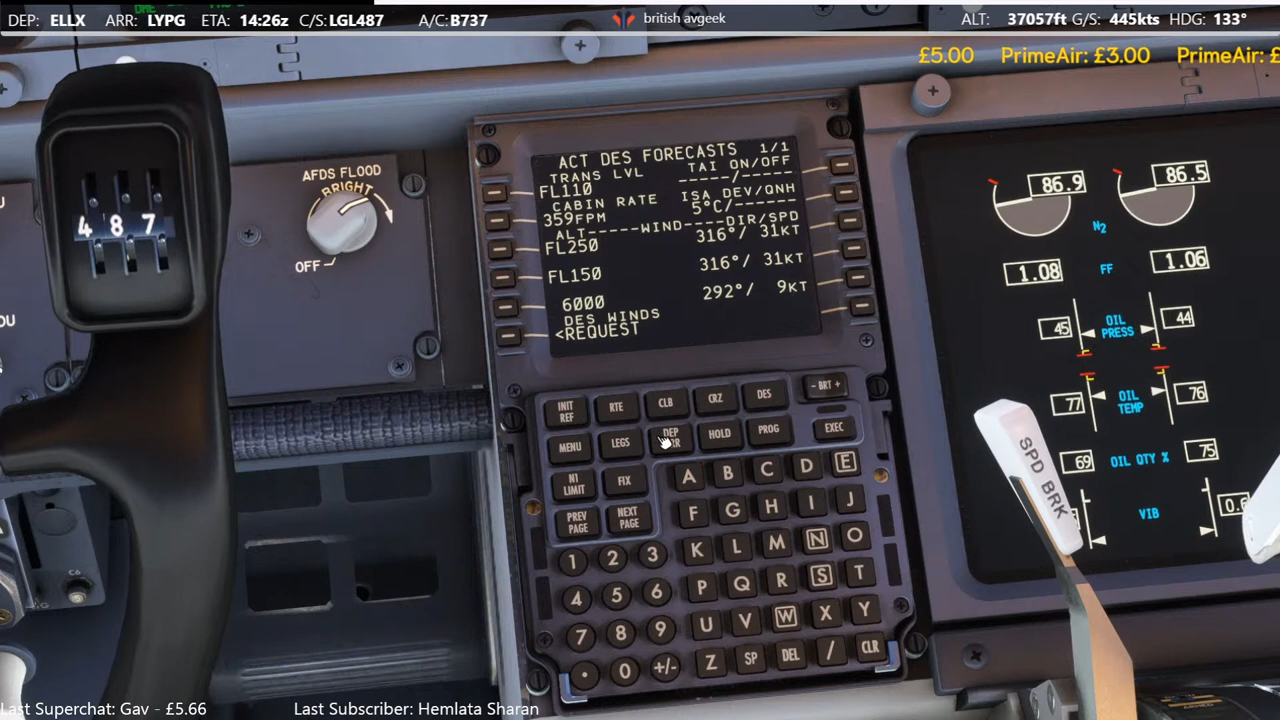 DEP: ELLX ARR: LYPG ETA: 14:26z C/S: LGL487 A/C: B737 british avgeek ALT: 37057ft G/S: 445kts HDG: 133°
£5.00 PrimeAir: £3.00 PrimeAir: £
4 8 7
AFDS FLOOD
BRIGHT
OFF
ACT DES FORECASTS 1/1
TRANS LVL TAI ON/OFF
FL110 -----/-----
CABIN RATE ISA DEV/QNH
359FPM 5°C/------
ALT-----WIND----DIR/SPD
FL250 316°/ 31KT
FL150 316°/ 31KT
6000 292°/ 9KT
DES WINDS
<REQUEST
INIT REF RTE CLB CRZ DES - BRT +
MENU LEGS DEP HOLD PROG EXEC
N1 LIMIT FIX
PREV PAGE NEXT PAGE
A B C D E
F G H I J
K L M N O
P Q R S T
U V W X Y
Z SP DEL / CLR
1 2 3
4 5 6
7 8 9
. 0 +/-
86.9 86.5
N2
1.08 FF 1.06
45 OIL PRESS 44
77 OIL TEMP 76
69 OIL QTY % 75
VIB
SPD BRK
C6
Last Superchat: Gav - £5.66 Last Subscriber: Hemlata Sharan